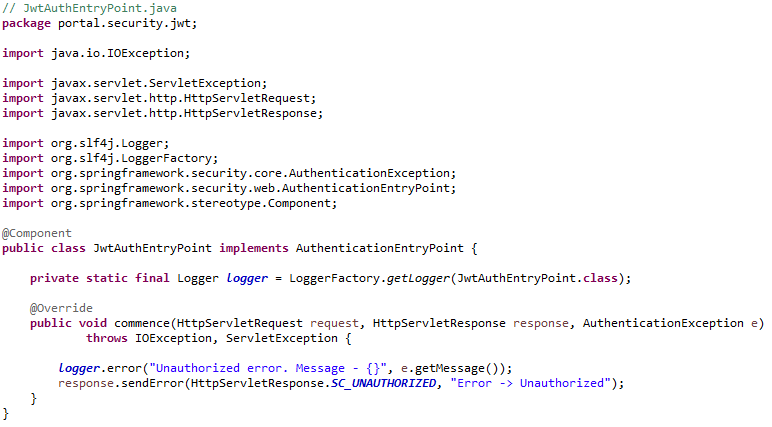 // JwtAuthEntryPoint.java
package portal.security.jwt;
import java.io.IOException;
import javax.servlet.ServletException;
import javax.servlet.http.HttpServletRequest;
import javax.servlet.http.HttpServletResponse;
import org.slf4j.Logger;
import org.slf4j.LoggerFactory;
import org.springframework.security.core.AuthenticationException;
import org.springframework.security.web.AuthenticationEntryPoint;
import org.springframework.stereotype.Component;
@Component
public class JwtAuthEntryPoint implements AuthenticationEntryPoint {
private static final Logger logger = LoggerFactory.getLogger(JwtAuthEntryPoint.class);
@Override
public void commence(HttpServletRequest request, HttpServletResponse response, AuthenticationException e)
throws IOException, ServletException {
logger.error("Unauthorized error. Message - {}", e.getMessage());
response.sendError(HttpServletResponse.SC_UNAUTHORIZED, "Error -> Unauthorized");
}
}